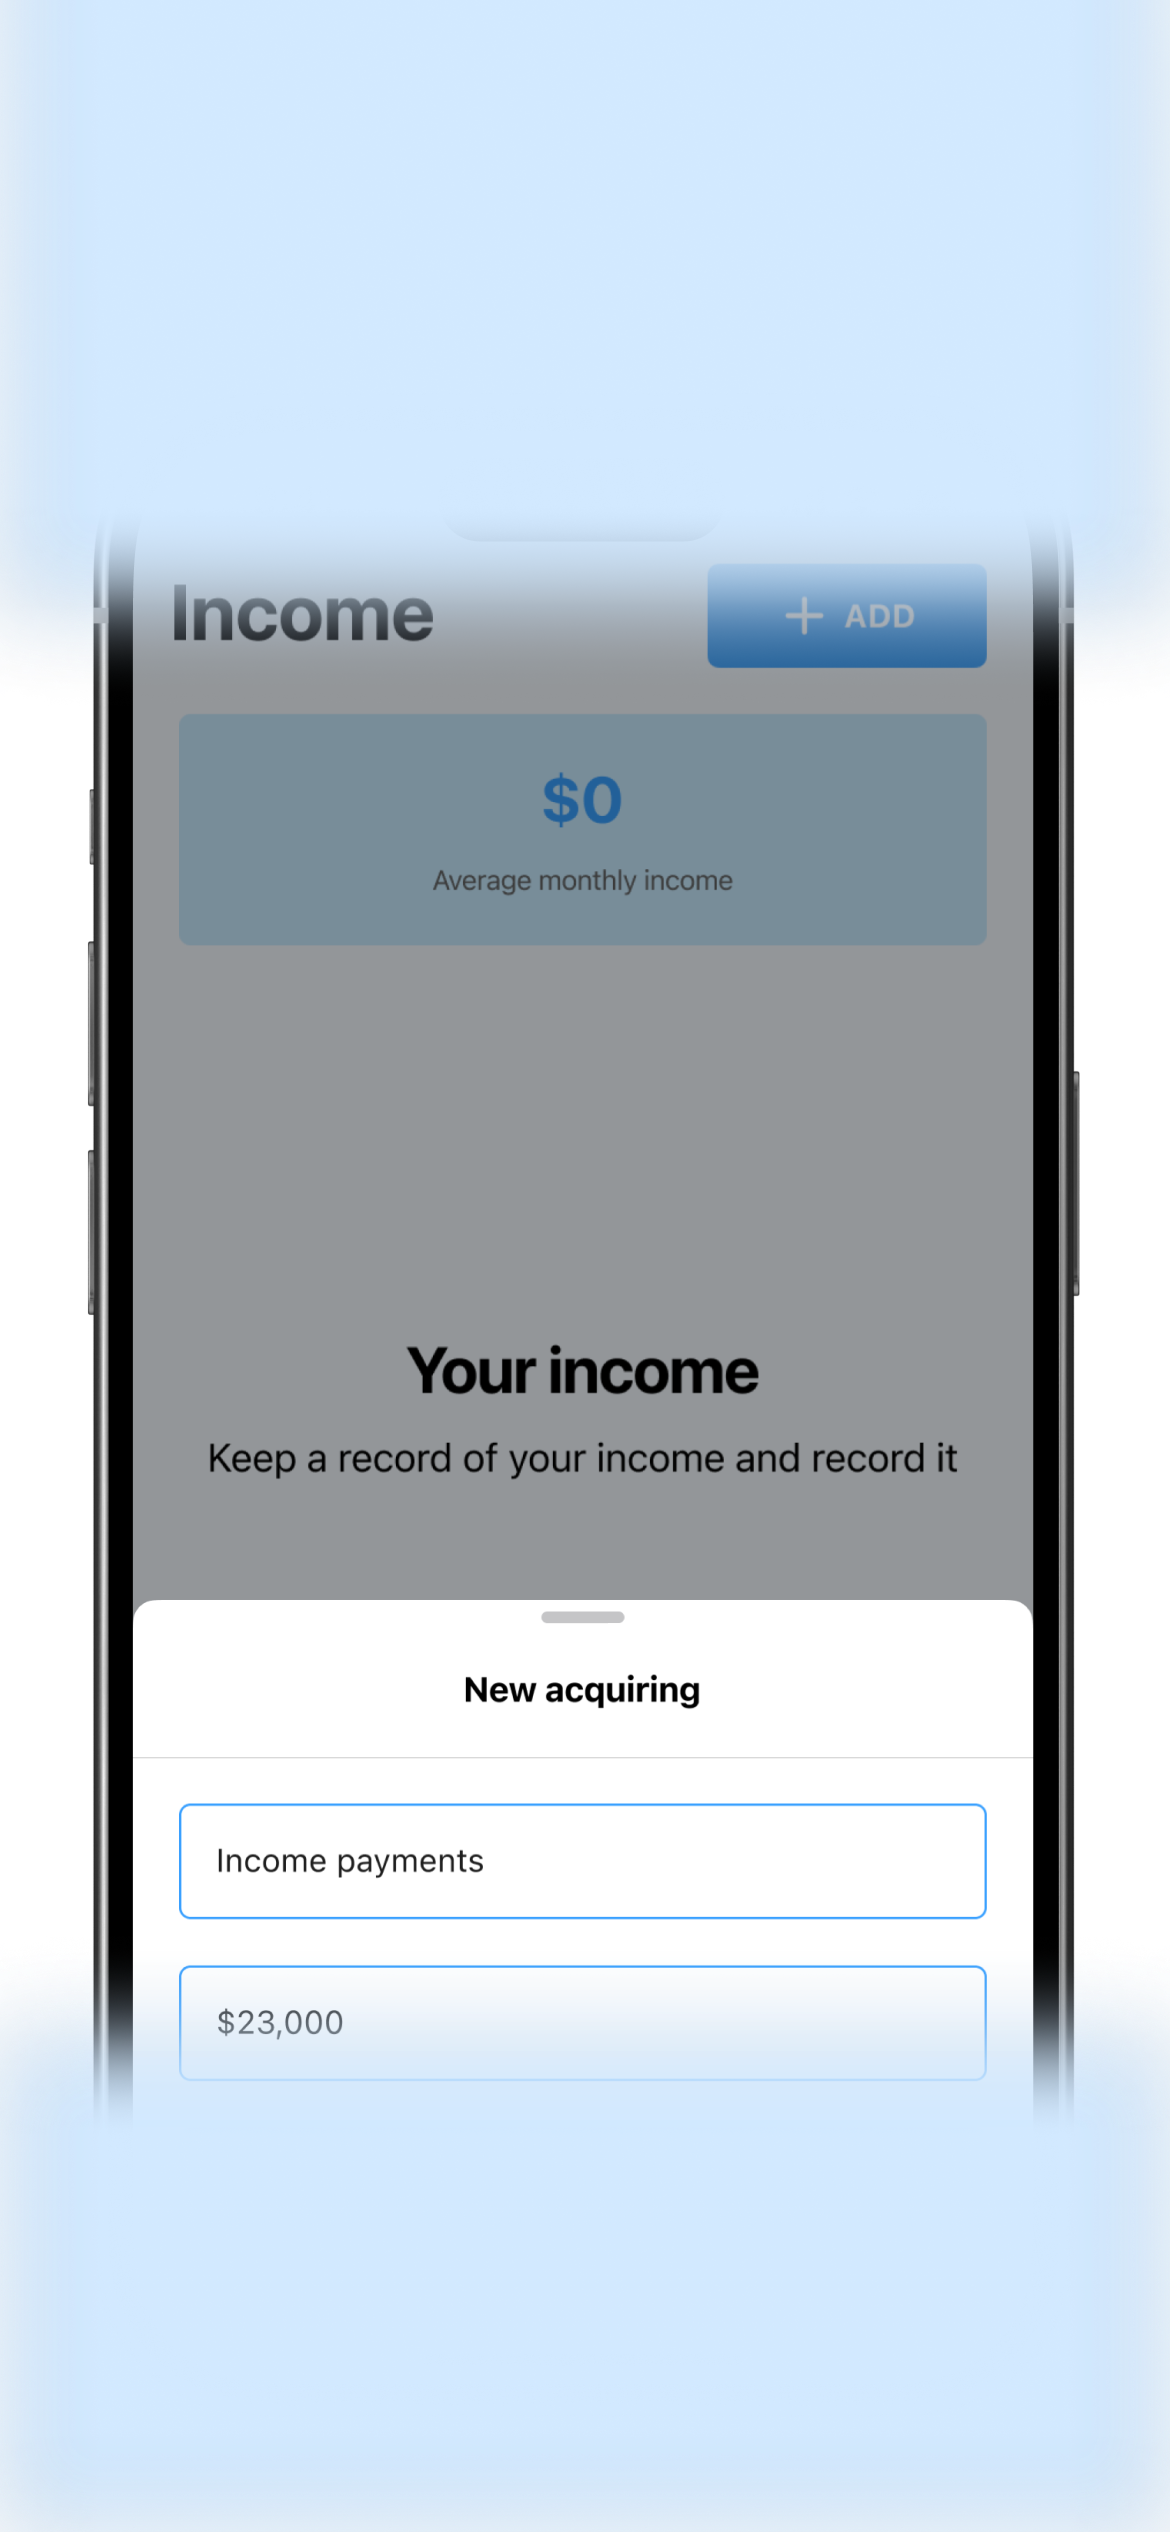 Income
+ ADD
$0
Average monthly income
Your income
Keep a record of your income and record it
New acquiring
Income payments
$23,000